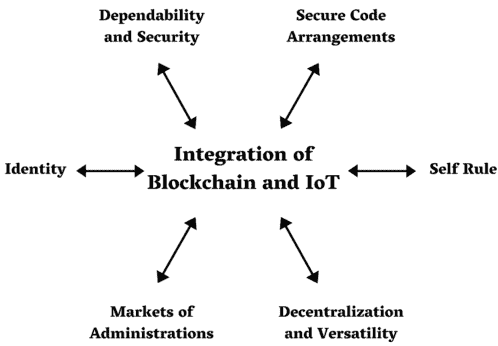 Dependability
and Security
Secure Code
Arrangements
Identity
Integration of
Blockchain and IoT
Self Rule
Markets of
Administrations
Decentralization
and Versatility